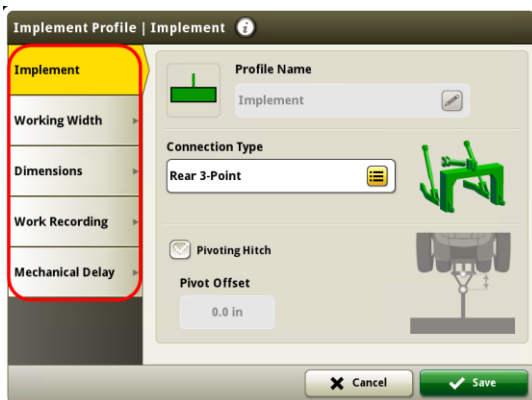 Implement Profile | Implement i
Implement
Working Width
Dimensions
Work Recording
Mechanical Delay
Profile Name
Implement
Connection Type
Rear 3-Point
Pivoting Hitch
Pivot Offset
0.0 in
Cancel
Save